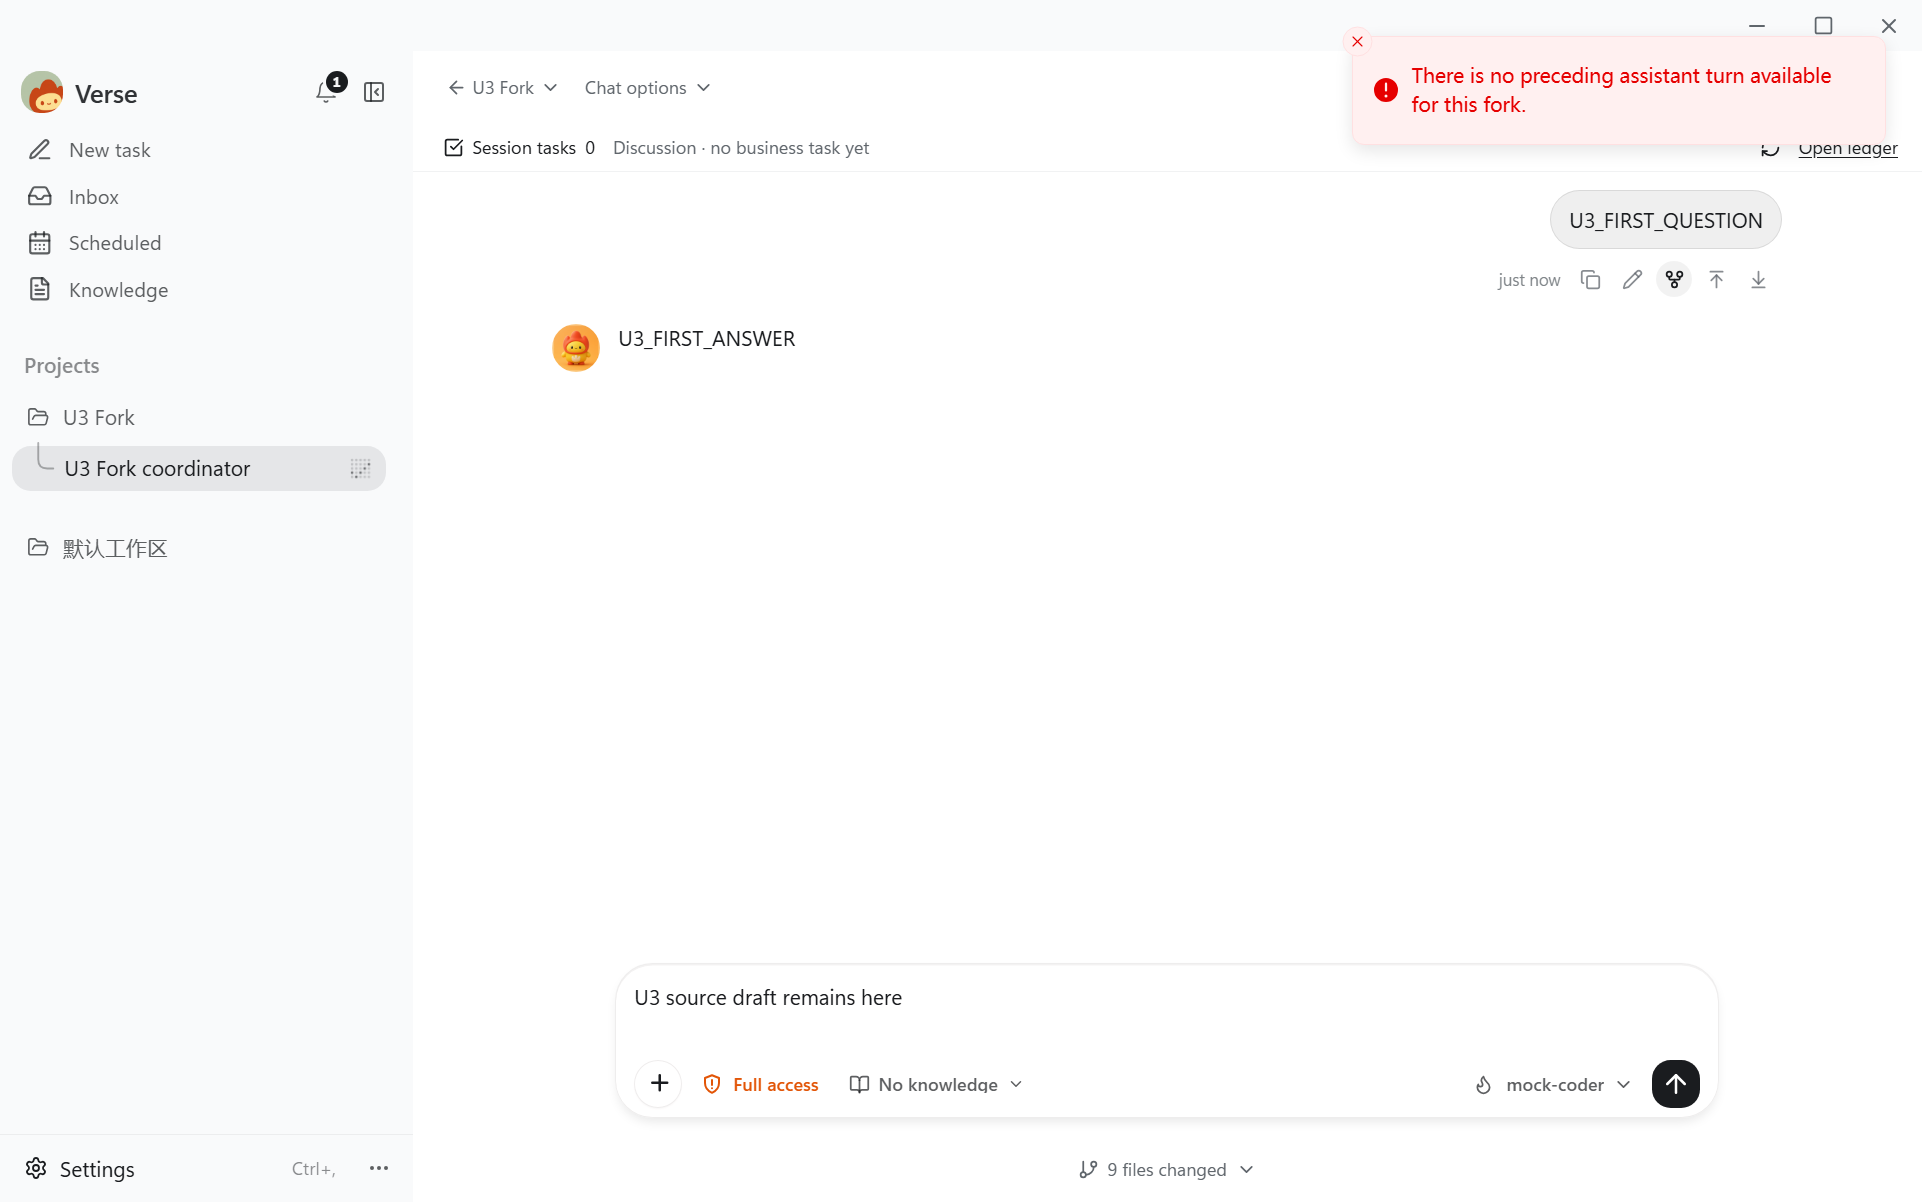 Verse
1
New task
Inbox
Scheduled
Knowledge
Projects
U3 Fork
U3 Fork coordinator
默认工作区
Settings
Ctrl+,
U3 Fork
Chat options
There is no preceding assistant turn available
for this fork.
Session tasks 0 Discussion · no business task yet
Open ledger
U3_FIRST_QUESTION
just now
U3_FIRST_ANSWER
U3 source draft remains here
Full access
No knowledge
mock-coder
9 files changed